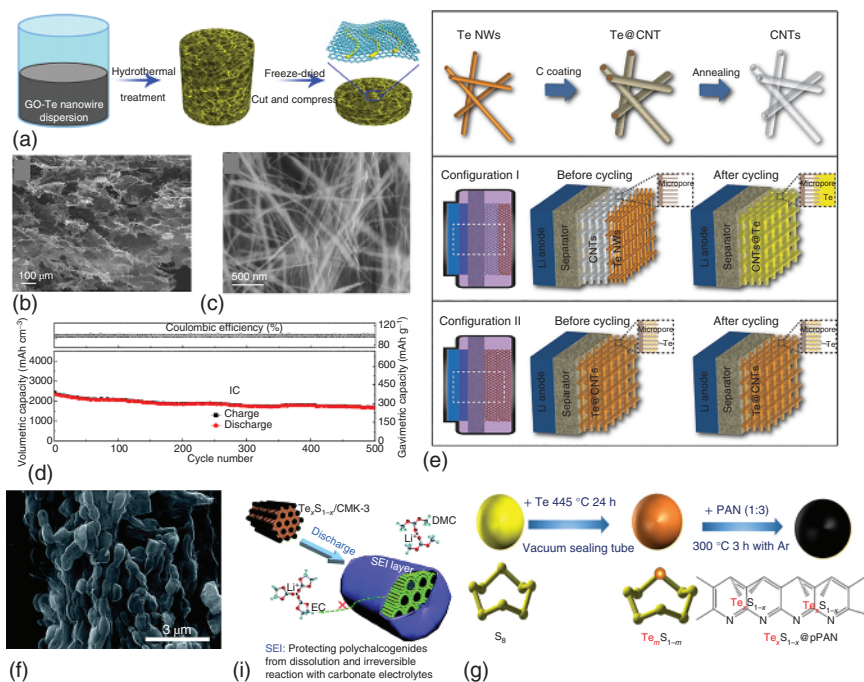 GO-Te nanowire
dispersion
Hydrothermal
treatment
Freeze-dried
Cut and compress
(a)
100 μm
(b)
500 nm
(c)
Coulombic efficiency (%)
120
80
Volumetric capacity (mAh cm⁻³)
4000
3000
2000
1000
0
1C
Charge
Discharge
750
600
450
300
150
0
Gavimetric capacity (mAh g⁻¹)
0
100
200
300
400
500
Cycle number
(d)
Te NWs
Te@CNT
CNTs
C coating
Annealing
Configuration I
Before cycling
After cycling
Micropore
Micropore
Te
Li anode
Separator
CNTs
Te NWs
Li anode
Separator
CNTs@Te
Configuration II
Before cycling
After cycling
Micropore
Te
Micropore
Te
Li anode
Separator
Te@CNTs
Li anode
Separator
Te@CNTs
(e)
3 μm
(f)
TeₓS₁₋ₓ/CMK-3
Discharge
DMC
Li⁺
SEI layer
Li⁺
EC
SEI: Protecting polychalcogenides
from dissolution and irreversible
reaction with carbonate electrolytes
(i)
+ Te 445 °C 24 h
Vacuum sealing tube
+ PAN (1:3)
300 °C 3 h with Ar
S₈
TeₘS₁₋ₘ
TeₓS₁₋ₓ
TeₓS₁₋ₓ
N N N N
TeₓS₁₋ₓ@pPAN
(g)